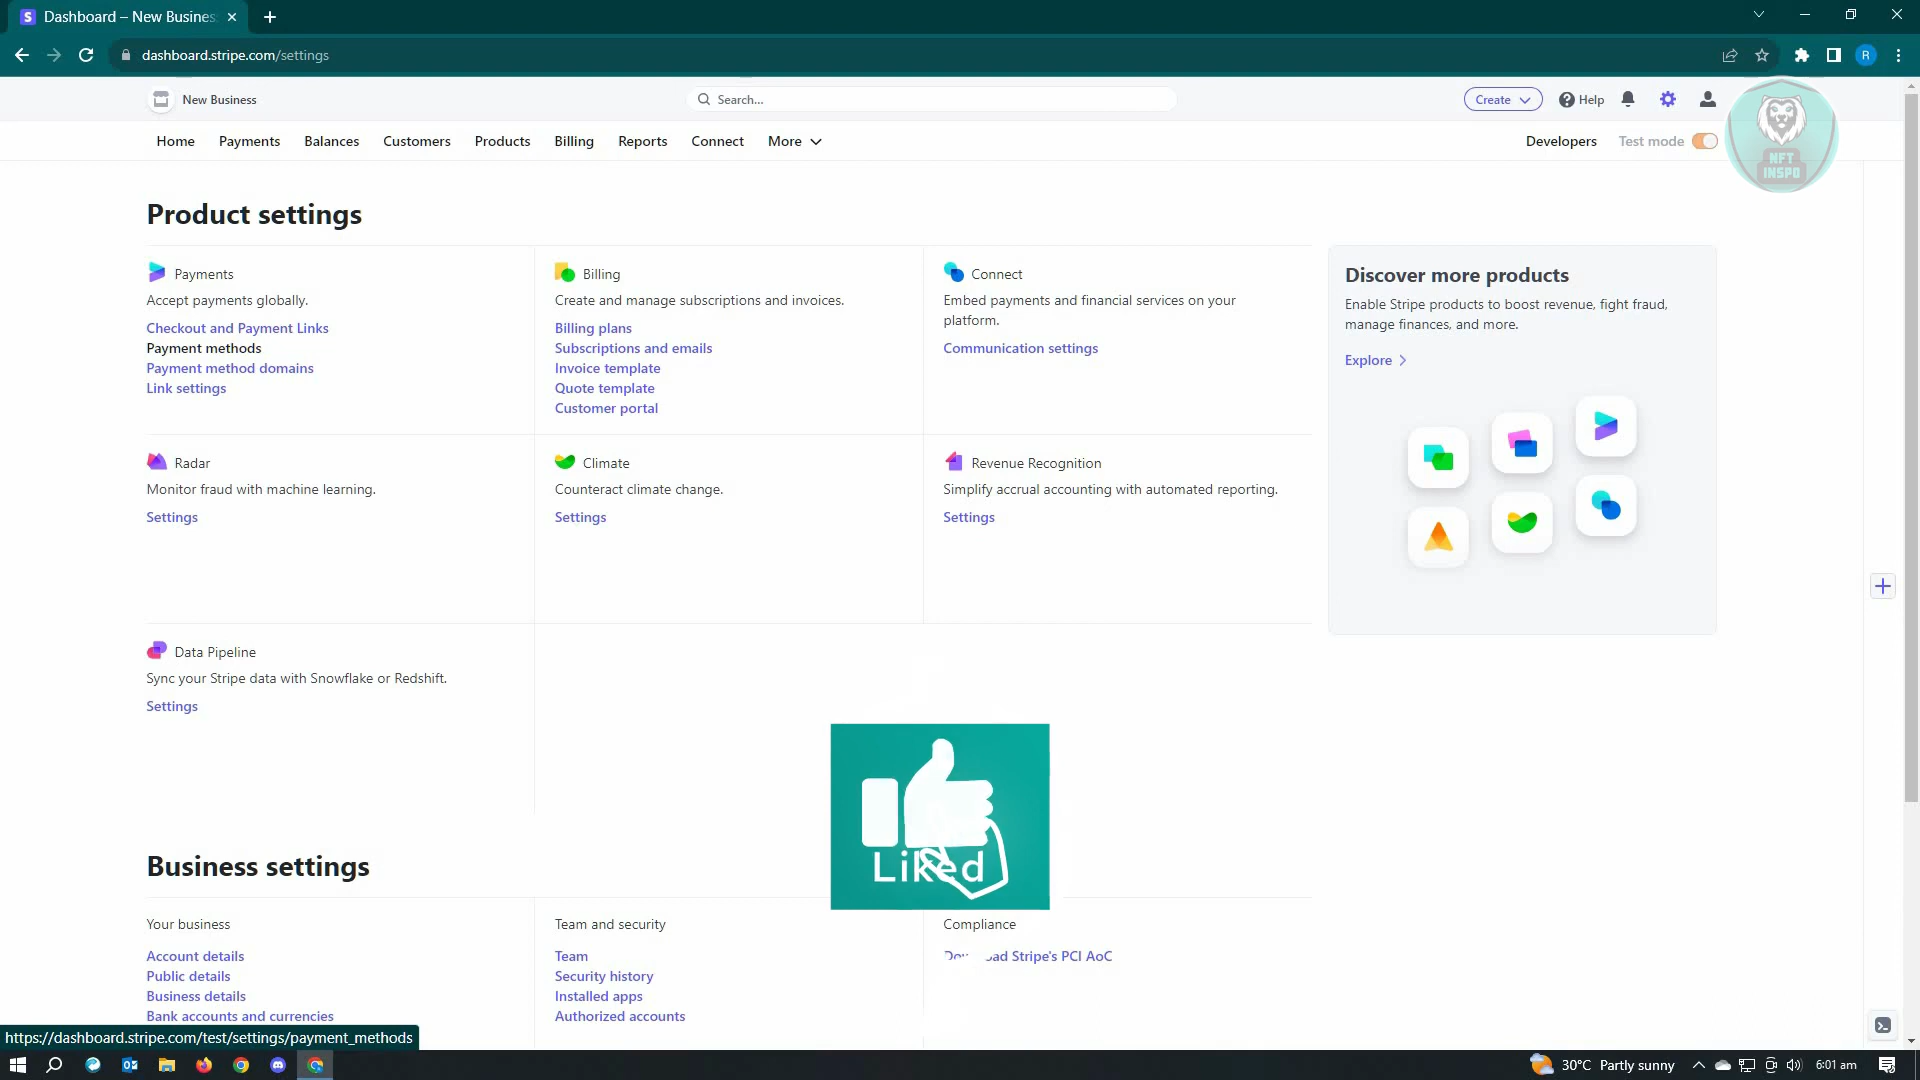 Dashboard – New Busines
dashboard.stripe.com/settings
R
New Business
Search...
Create
Help
Home
Payments
Balances
Customers
Products
Billing
Reports
Connect
More
Developers
Test mode
NFT
INSPO
Product settings
Payments
Accept payments globally.
Checkout and Payment Links
Payment methods
Payment method domains
Link settings
Billing
Create and manage subscriptions and invoices.
Billing plans
Subscriptions and emails
Invoice template
Quote template
Customer portal
Connect
Embed payments and financial services on your
platform.
Communication settings
Discover more products
Enable Stripe products to boost revenue, fight fraud,
manage finances, and more.
Explore
Radar
Monitor fraud with machine learning.
Settings
Climate
Counteract climate change.
Settings
Revenue Recognition
Simplify accrual accounting with automated reporting.
Settings
Data Pipeline
Sync your Stripe data with Snowflake or Redshift.
Settings
Liked
Business settings
Your business
Account details
Public details
Business details
Bank accounts and currencies
Team and security
Team
Security history
Installed apps
Authorized accounts
Compliance
Stripe's PCI AoC
https://dashboard.stripe.com/test/settings/payment_methods
30°C Partly sunny
6:01 am